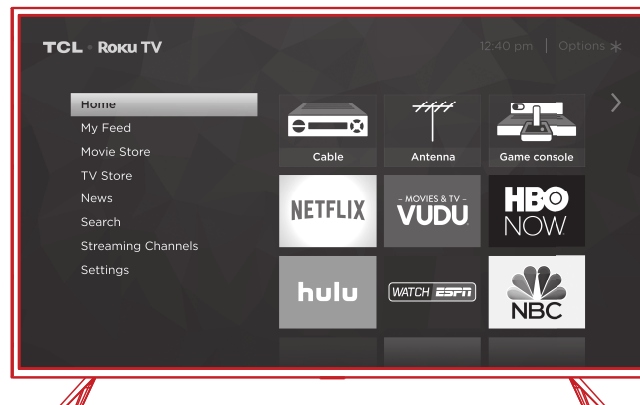 TCL • ROKU TV
12:40 pm | Options ✱
Home
My Feed
Movie Store
TV Store
News
Search
Streaming Channels
Settings
Cable
Antenna
Game console
NETFLIX
– MOVIES & TV –
VUDU
HBO
NOW
hulu
WATCH ESPN
NBC